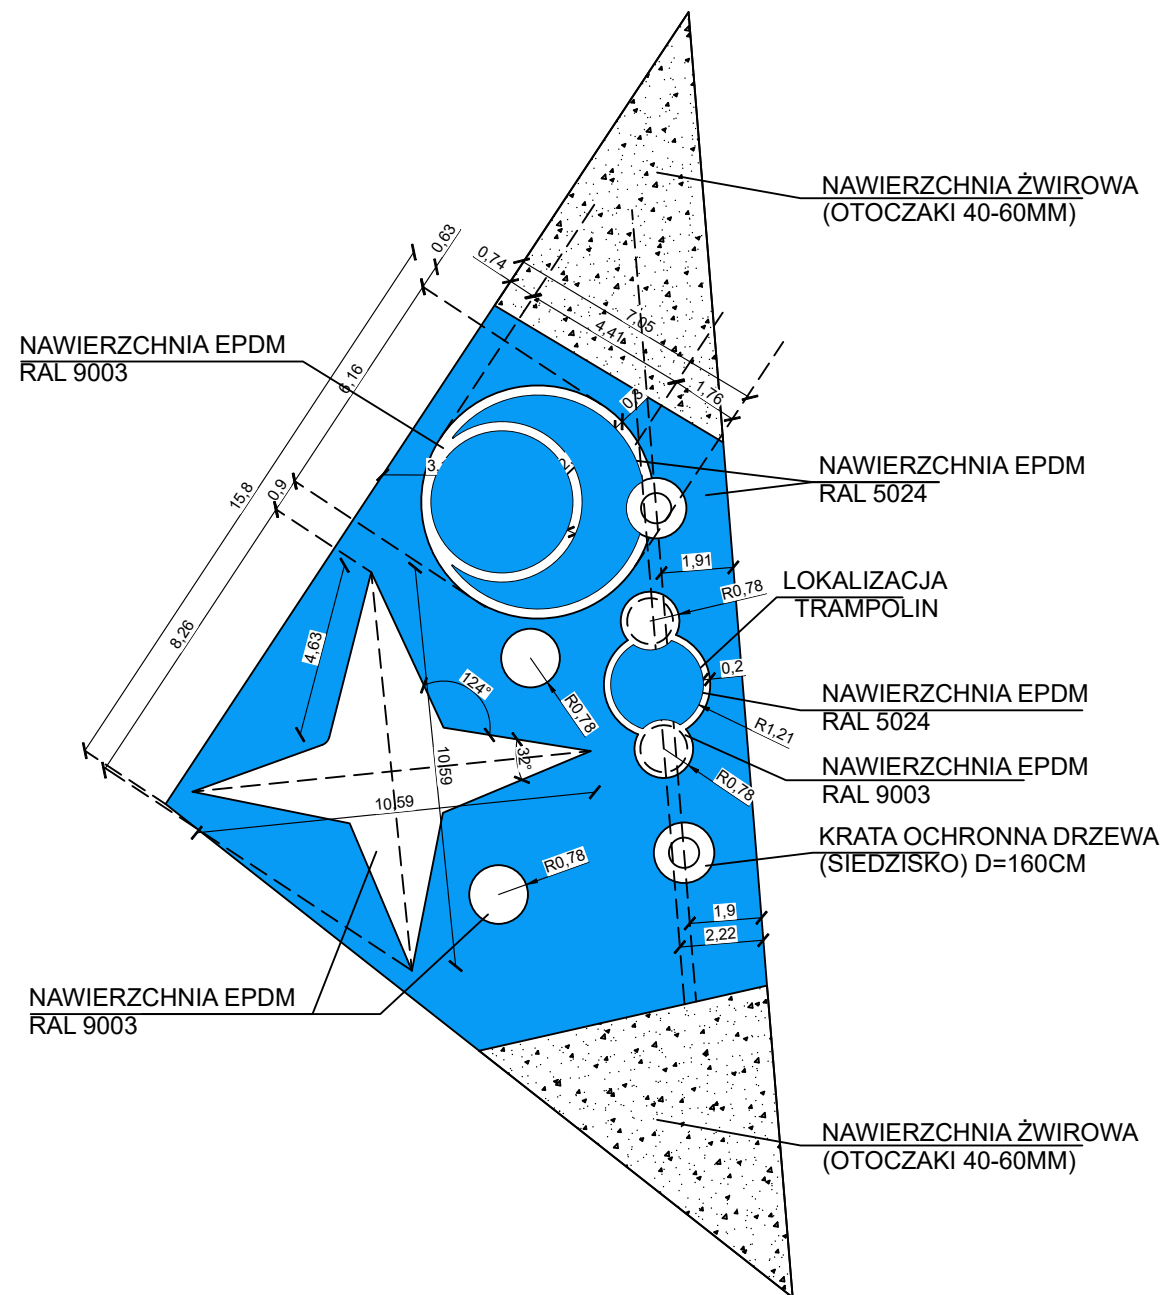 NAWIERZCHNIA ŻWIROWA
(OTOCZAKI 40-60MM)
0,63
0,74
7,05
4,41
1,76
NAWIERZCHNIA EPDM
RAL 9003
6,16
0,3
3,
NAWIERZCHNIA EPDM
RAL 5024
15,8
0,9
1,91
LOKALIZACJA
TRAMPOLIN
R0,78
8,26
4,63
124°
R0,78
0,2
NAWIERZCHNIA EPDM
RAL 5024
R1,21
32°
10,59
10,59
R0,78
NAWIERZCHNIA EPDM
RAL 9003
KRATA OCHRONNA DRZEWA
(SIEDZISKO) D=160CM
R0,78
1,9
2,22
NAWIERZCHNIA EPDM
RAL 9003
NAWIERZCHNIA ŻWIROWA
(OTOCZAKI 40-60MM)